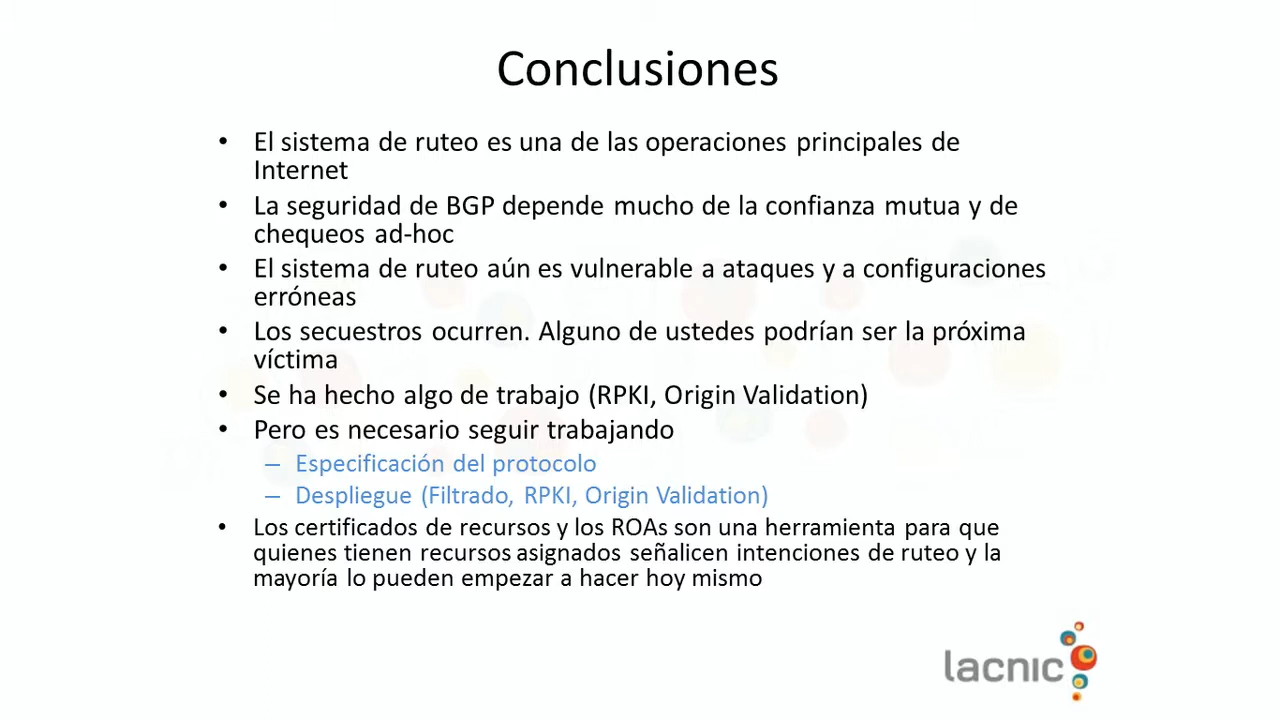 Conclusiones
• El sistema de ruteo es una de las operaciones principales de
Internet
• La seguridad de BGP depende mucho de la confianza mutua y de
chequeos ad-hoc
• El sistema de ruteo aún es vulnerable a ataques y a configuraciones
erróneas
• Los secuestros ocurren. Alguno de ustedes podrían ser la próxima
víctima
• Se ha hecho algo de trabajo (RPKI, Origin Validation)
• Pero es necesario seguir trabajando
– Especificación del protocolo
– Despliegue (Filtrado, RPKI, Origin Validation)
• Los certificados de recursos y los ROAs son una herramienta para que
quienes tienen recursos asignados señalicen intenciones de ruteo y la
mayoría lo pueden empezar a hacer hoy mismo
lacnic